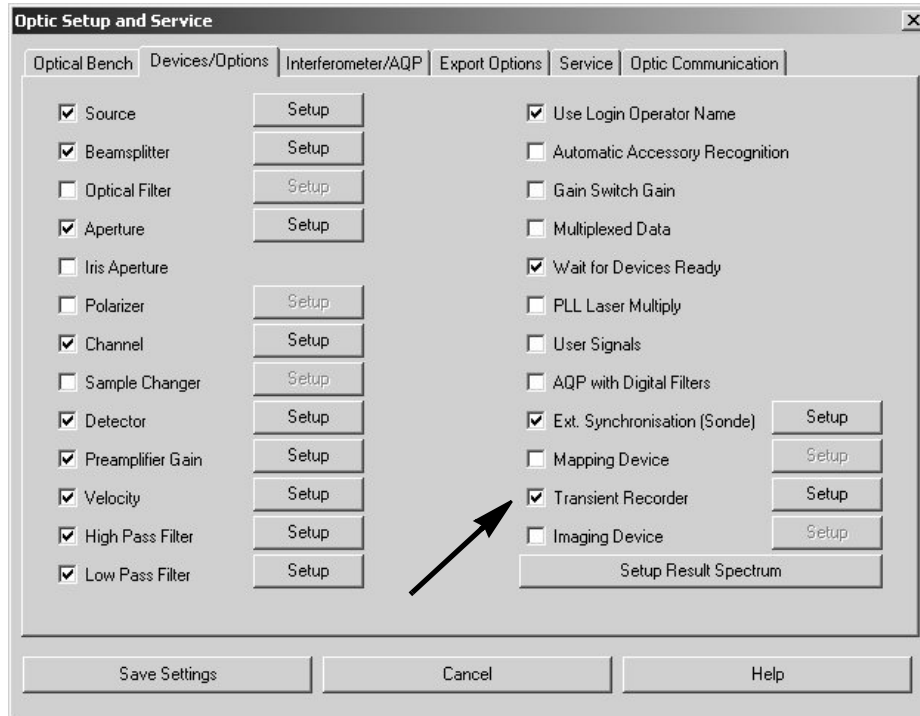 Optic Setup and Service
Optical Bench Devices/Options Interferometer/AQP Export Options Service Optic Communication
Source Setup
Beamsplitter Setup
Optical Filter Setup
Aperture Setup
Iris Aperture
Polarizer Setup
Channel Setup
Sample Changer Setup
Detector Setup
Preamplifier Gain Setup
Velocity Setup
High Pass Filter Setup
Low Pass Filter Setup
Use Login Operator Name
Automatic Accessory Recognition
Gain Switch Gain
Multiplexed Data
Wait for Devices Ready
PLL Laser Multiply
User Signals
AQP with Digital Filters
Ext. Synchronisation (Sonde) Setup
Mapping Device Setup
Transient Recorder Setup
Imaging Device Setup
Setup Result Spectrum
Save Settings Cancel Help